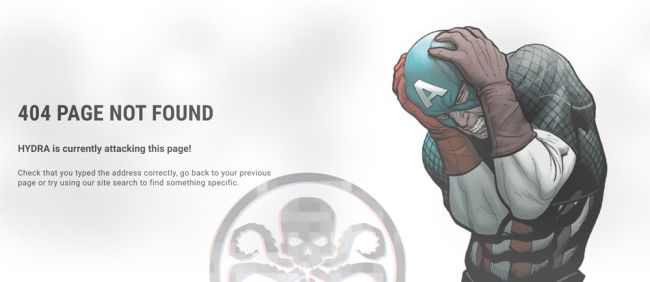 404 PAGE NOT FOUND
HYDRA is currently attacking this page!
Check that you typed the address correctly, go back to your previous
page or try using our site search to find something specific.
A